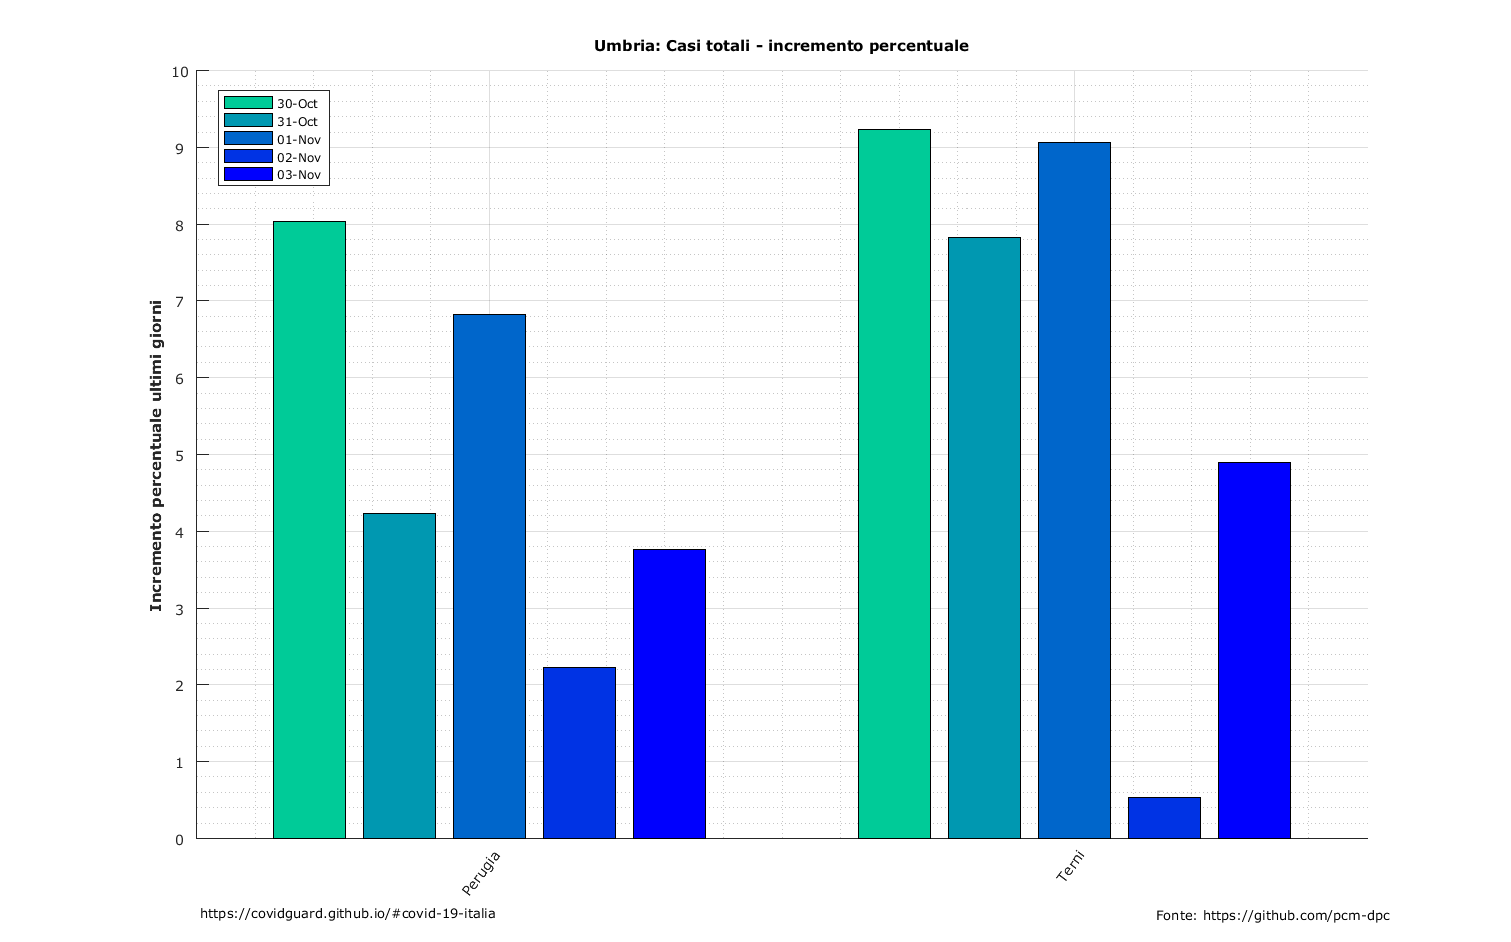 Umbria: Casi totali - incremento percentuale
10
9
8
7
6
5
4
3
2
1
0
Incremento percentuale ultimi giorni
30-Oct
31-Oct
01-Nov
02-Nov
03-Nov
Perugia
Terni
https://covidguard.github.io/#covid-19-italia
Fonte: https://github.com/pcm-dpc